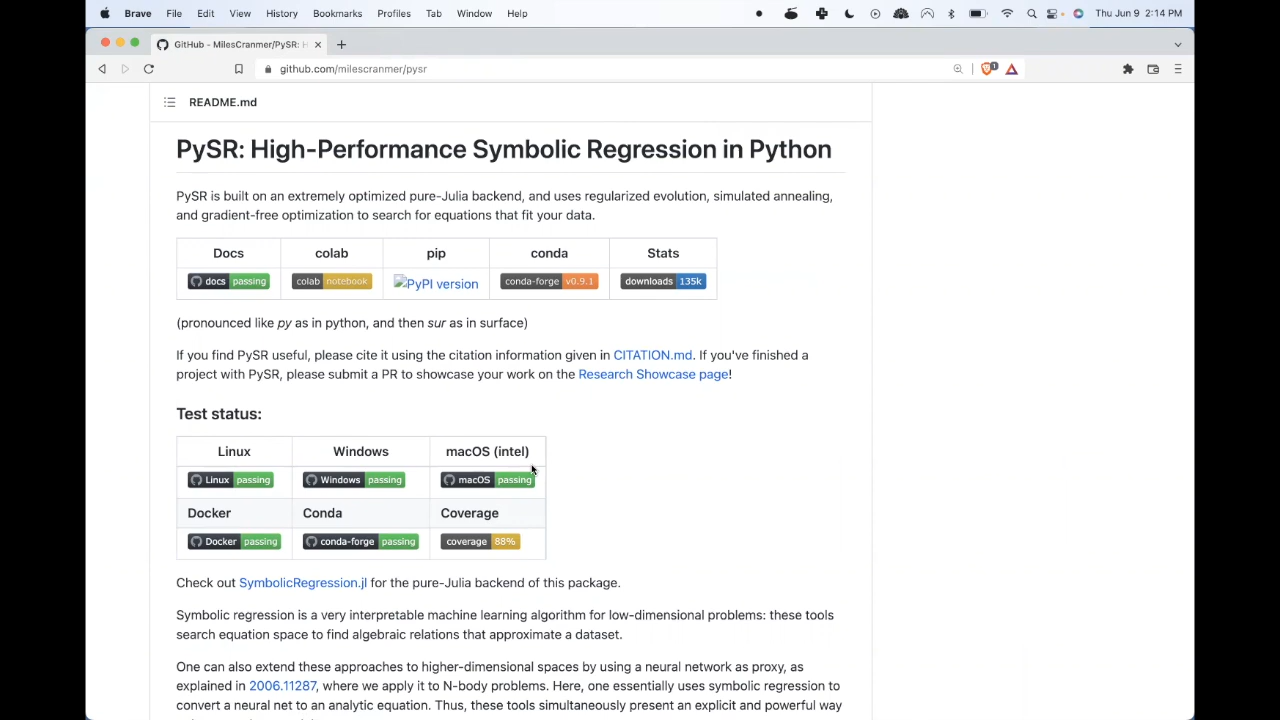 Brave File Edit View History Bookmarks Profiles Tab Window Help Thu Jun 9 2:14 PM
GitHub - MilesCranmer/PySR: H
github.com/milescranmer/pysr
README.md
PySR: High-Performance Symbolic Regression in Python
PySR is built on an extremely optimized pure-Julia backend, and uses regularized evolution, simulated annealing,
and gradient-free optimization to search for equations that fit your data.
Docs colab pip conda Stats
docs passing colab notebook PyPI version conda-forge v0.9.1 downloads 135k
(pronounced like py as in python, and then sur as in surface)
If you find PySR useful, please cite it using the citation information given in CITATION.md. If you've finished a
project with PySR, please submit a PR to showcase your work on the Research Showcase page!
Test status:
Linux Windows macOS (intel)
Linux passing Windows passing macOS passing
Docker Conda Coverage
Docker passing conda-forge passing coverage 88%
Check out SymbolicRegression.jl for the pure-Julia backend of this package.
Symbolic regression is a very interpretable machine learning algorithm for low-dimensional problems: these tools
search equation space to find algebraic relations that approximate a dataset.
One can also extend these approaches to higher-dimensional spaces by using a neural network as proxy, as
explained in 2006.11287, where we apply it to N-body problems. Here, one essentially uses symbolic regression to
convert a neural net to an analytic equation. Thus, these tools simultaneously present an explicit and powerful way